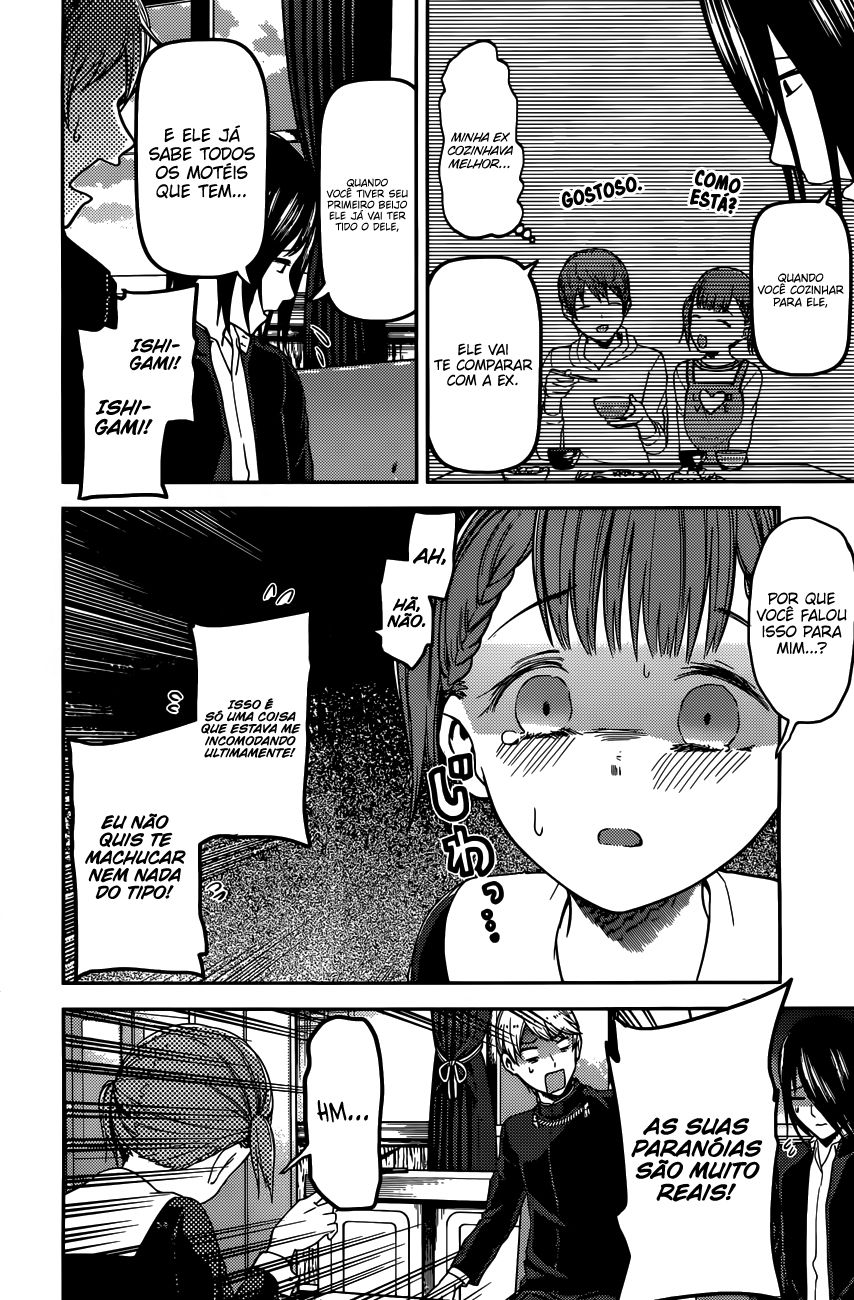 QUANDO
VOCÊ COZINHAR
PARA ELE,
COMO
ESTÁ?
GOSTOSO.
MINHA EX
COZINHAVA
MELHOR...
ELE VAI
TE COMPARAR
COM A EX.
QUANDO
VOCÊ TIVER SEU
PRIMEIRO BEIJO
ELE JÁ VAI TER
TIDO O DELE,
E ELE JÁ
SABE TODOS
OS MOTÉIS
QUE TEM...
ISHI-
GAMI!
ISHI-
GAMI!
POR QUE
VOCÊ FALOU
ISSO PARA
MIM...?
AH,
HÃ,
NÃO.
じわっ…
ISSO É
SÓ UMA COISA
QUE ESTAVA ME
INCOMODANDO
ULTIMAMENTE!
EU NÃO
QUIS TE
MACHUCAR
NEM NADA
DO TIPO!
AS SUAS
PARANÓIAS
SÃO MUITO
REAIS!
HM...